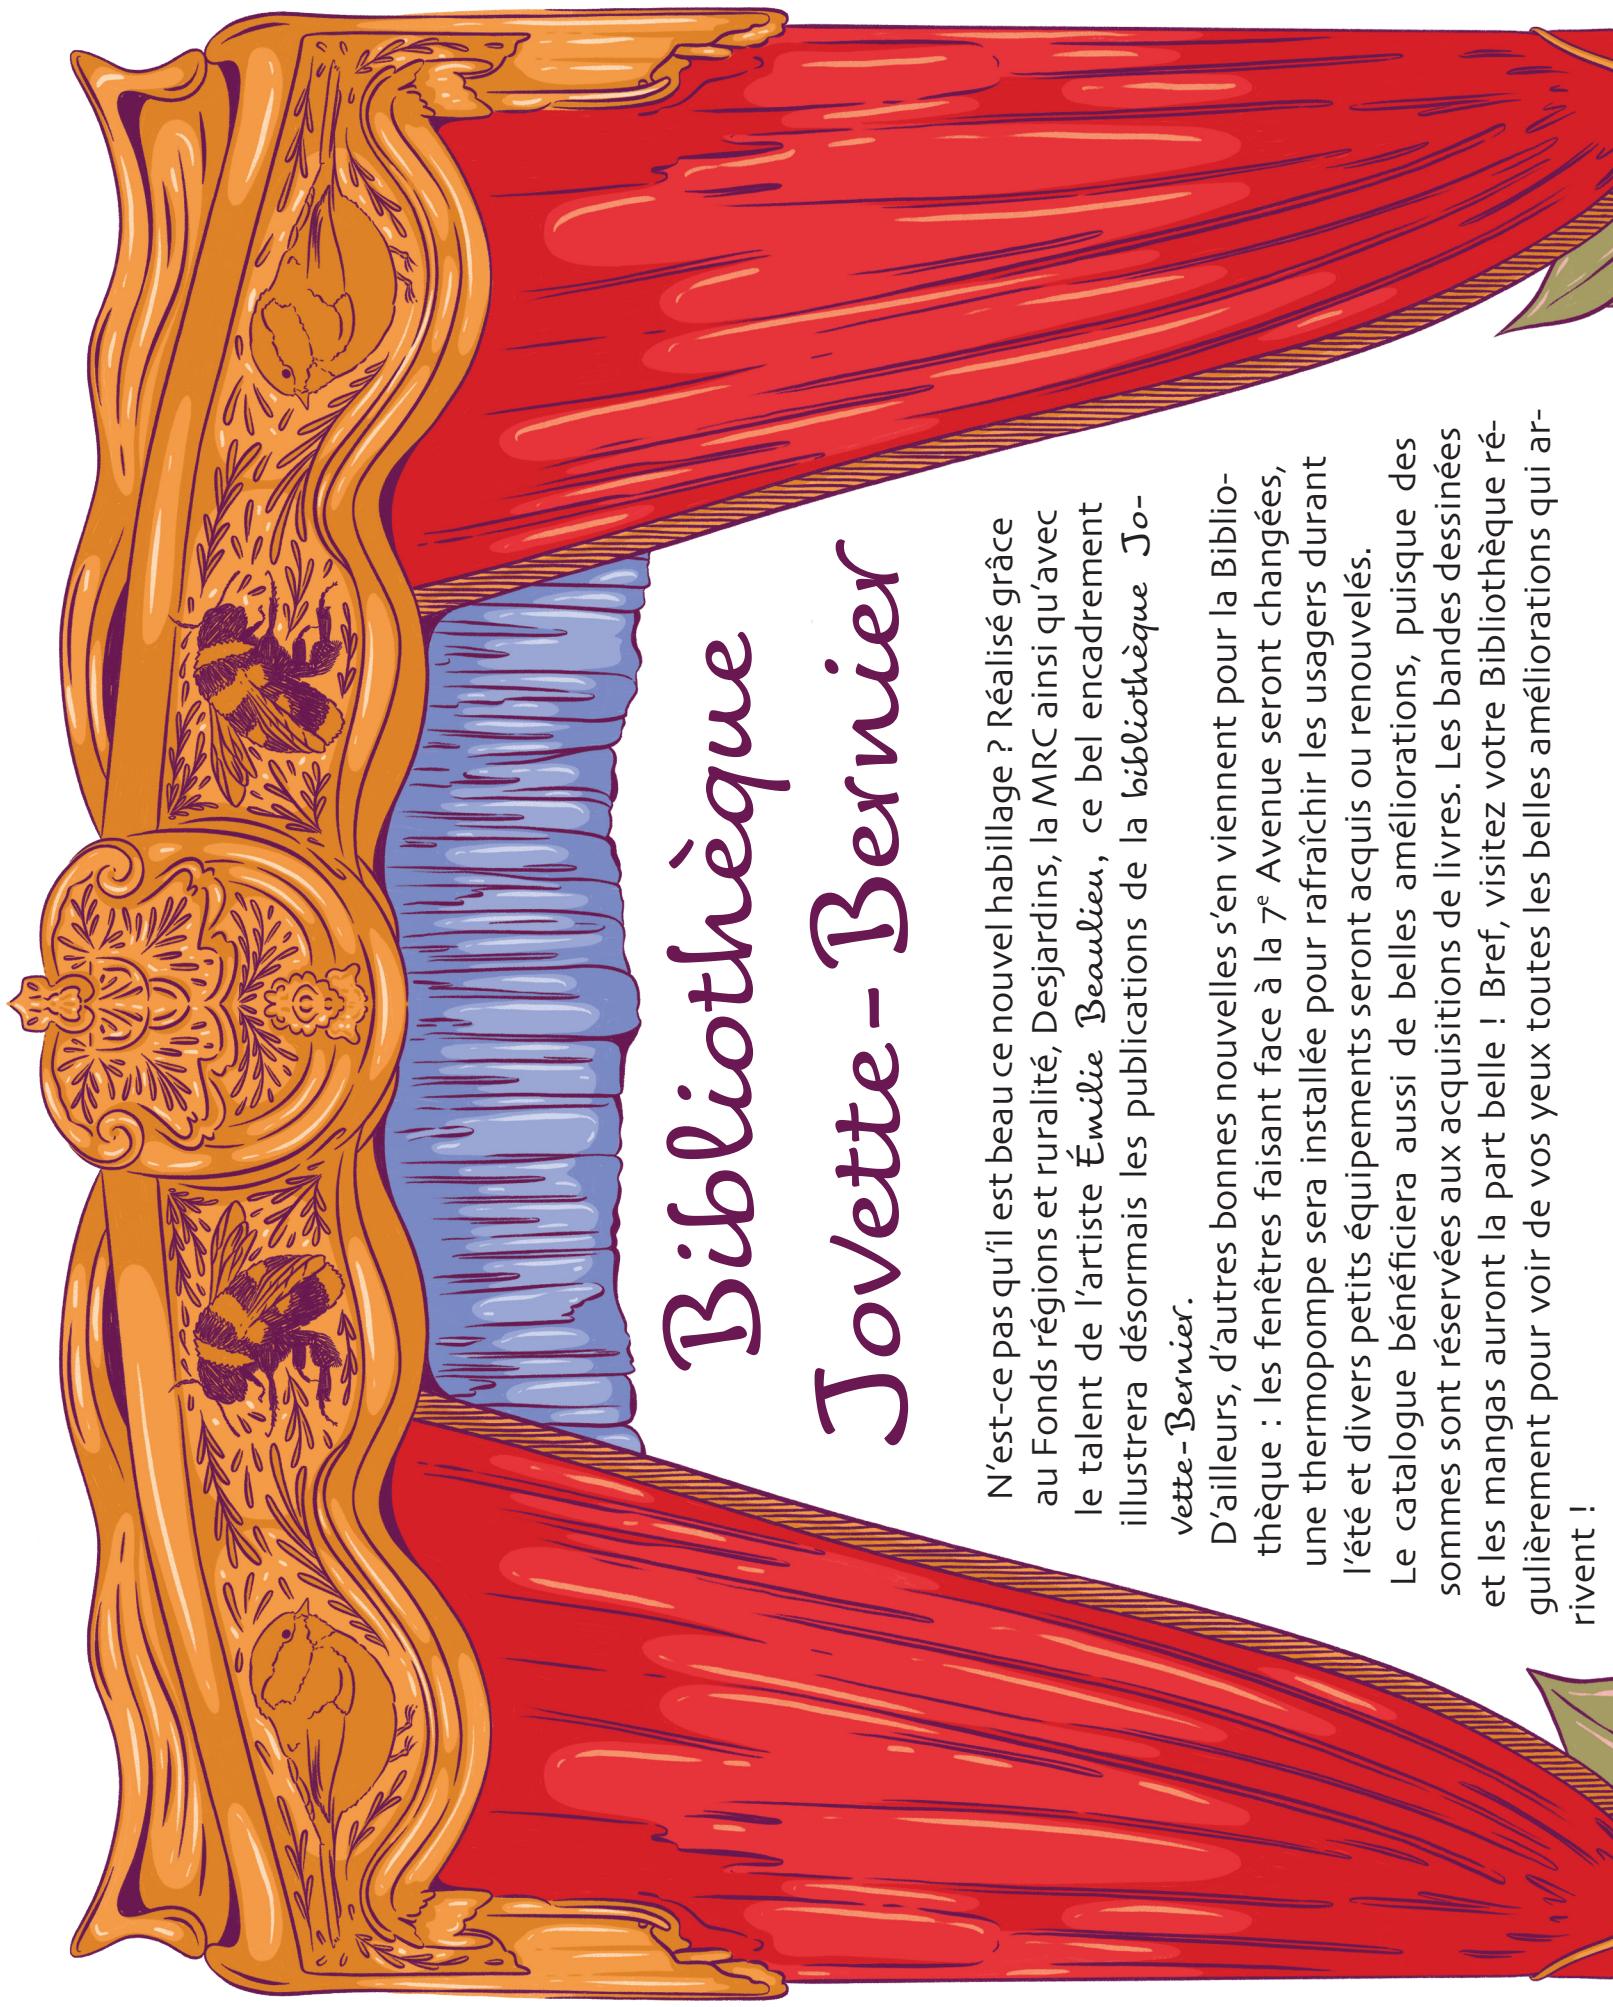 Bibliothèque
Jovette-Bernier
N'est-ce pas qu'il est beau ce nouvel habillage ? Réalisé grâce
au Fonds régions et ruralité, Desjardins, la MRC ainsi qu'avec
le talent de l'artiste Émilie Beaulieu, ce bel encadrement
illustrera désormais les publications de la bibliothèque Jo-
vette-Bernier.
D'ailleurs, d'autres bonnes nouvelles s'en viennent pour la Biblio-
thèque : les fenêtres faisant face à la 7e Avenue seront changées,
une thermopompe sera installée pour rafraîchir les usagers durant
l'été et divers petits équipements seront acquis ou renouvelés.
Le catalogue bénéficiera aussi de belles améliorations, puisque des
sommes sont réservées aux acquisitions de livres. Les bandes dessinées
et les mangas auront la part belle ! Bref, visitez votre Bibliothèque ré-
gulièrement pour voir de vos yeux toutes les belles améliorations qui ar-
rivent !